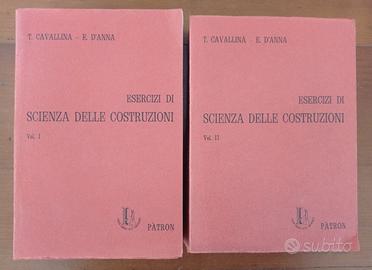 T. CAVALLINA - E. D'ANNA
ESERCIZI DI
SCIENZA DELLE COSTRUZIONI
Vol. I
PÀTRON
T. CAVALLINA - E. D'ANNA
ESERCIZI DI
SCIENZA DELLE COSTRUZIONI
Vol. II
PÀTRON
subito